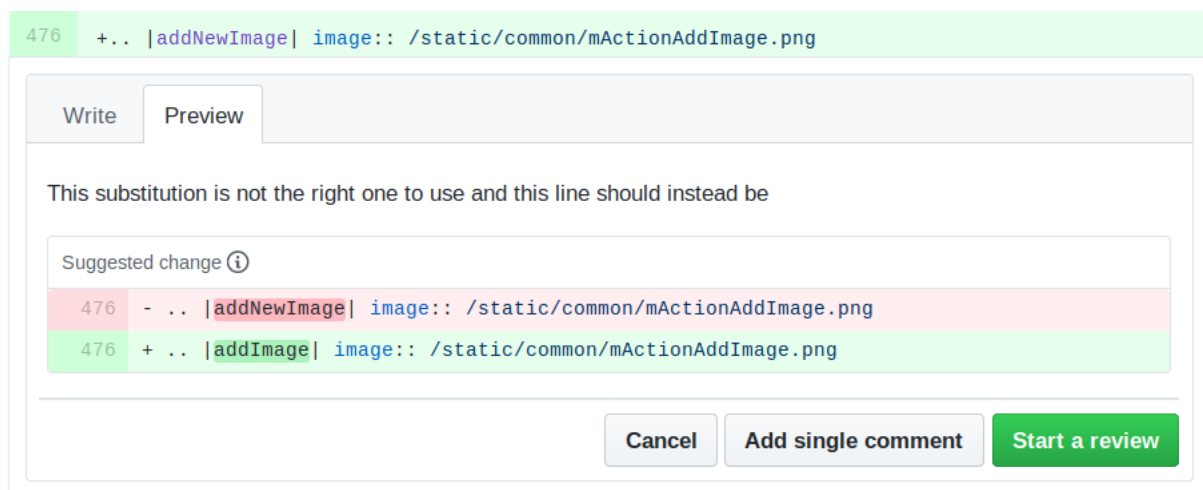 476 +.. |addNewImage| image:: /static/common/mActionAddImage.png
Write Preview
This substitution is not the right one to use and this line should instead be
Suggested change
476 - .. |addNewImage| image:: /static/common/mActionAddImage.png
476 + .. |addImage| image:: /static/common/mActionAddImage.png
Cancel Add single comment Start a review